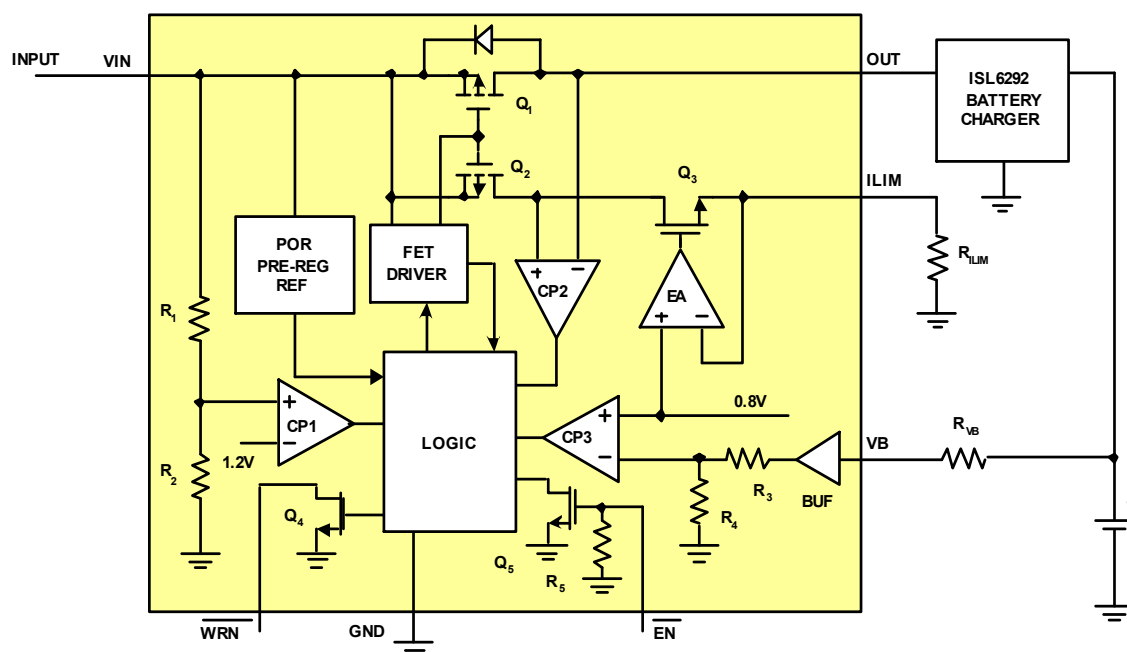 INPUT
VIN
OUT
ISL6292
BATTERY
CHARGER
Q1
Q2
Q3
ILIM
POR
PRE-REG
REF
FET
DRIVER
RILIM
+ −
CP2
EA
+ −
R1
+
CP1
−
1.2V
LOGIC
+
CP3
−
0.8V
VB
RVB
R3
BUF
R2
R4
Q4
Q5
R5
WRN
GND
EN